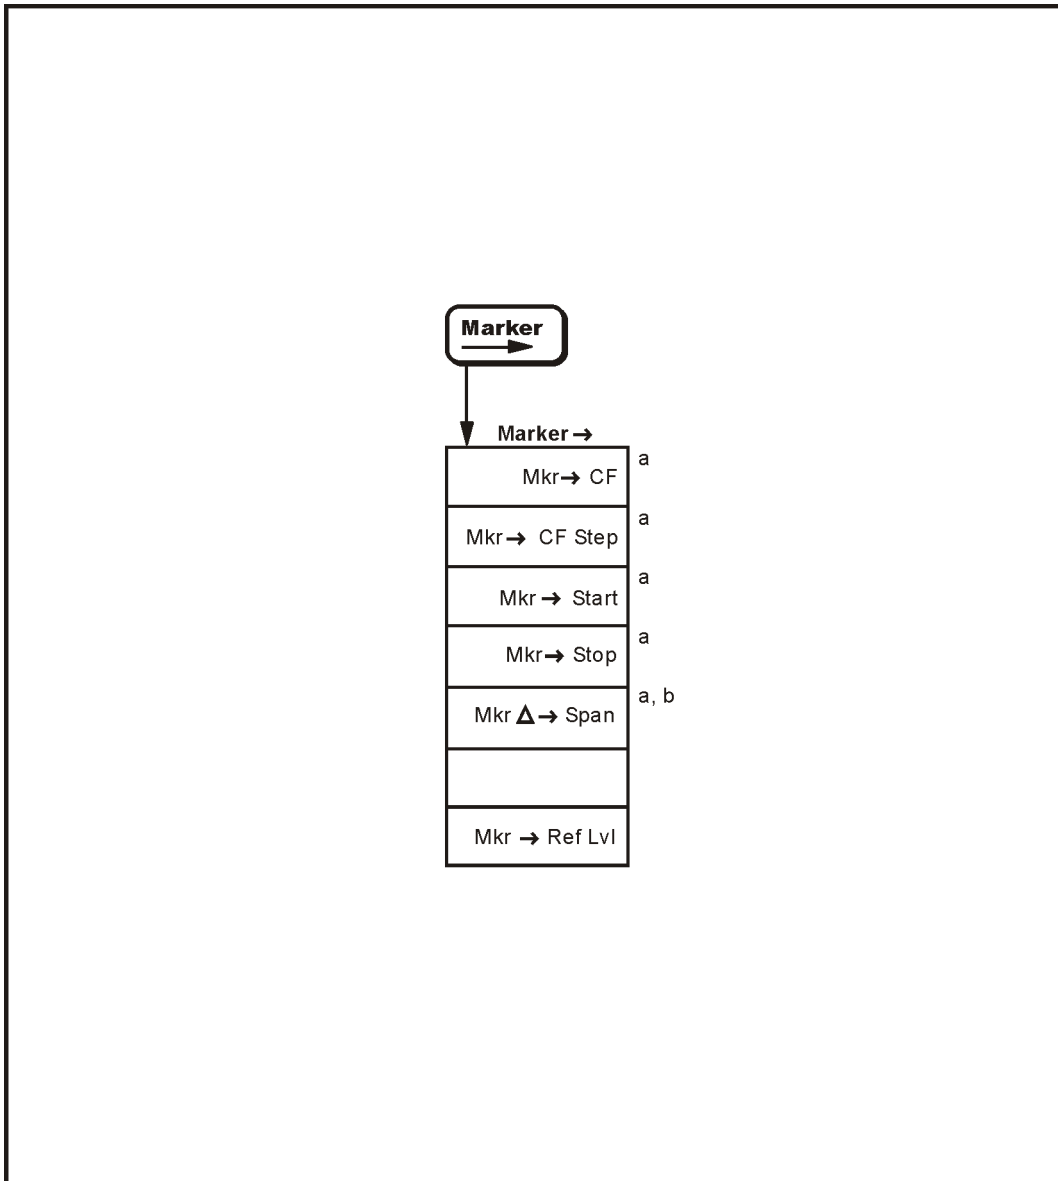 Marker
Marker →
Mkr → CF a
Mkr → CF Step a
Mkr → Start a
Mkr → Stop a
Mkr Δ → Span a, b
Mkr → Ref Lvl